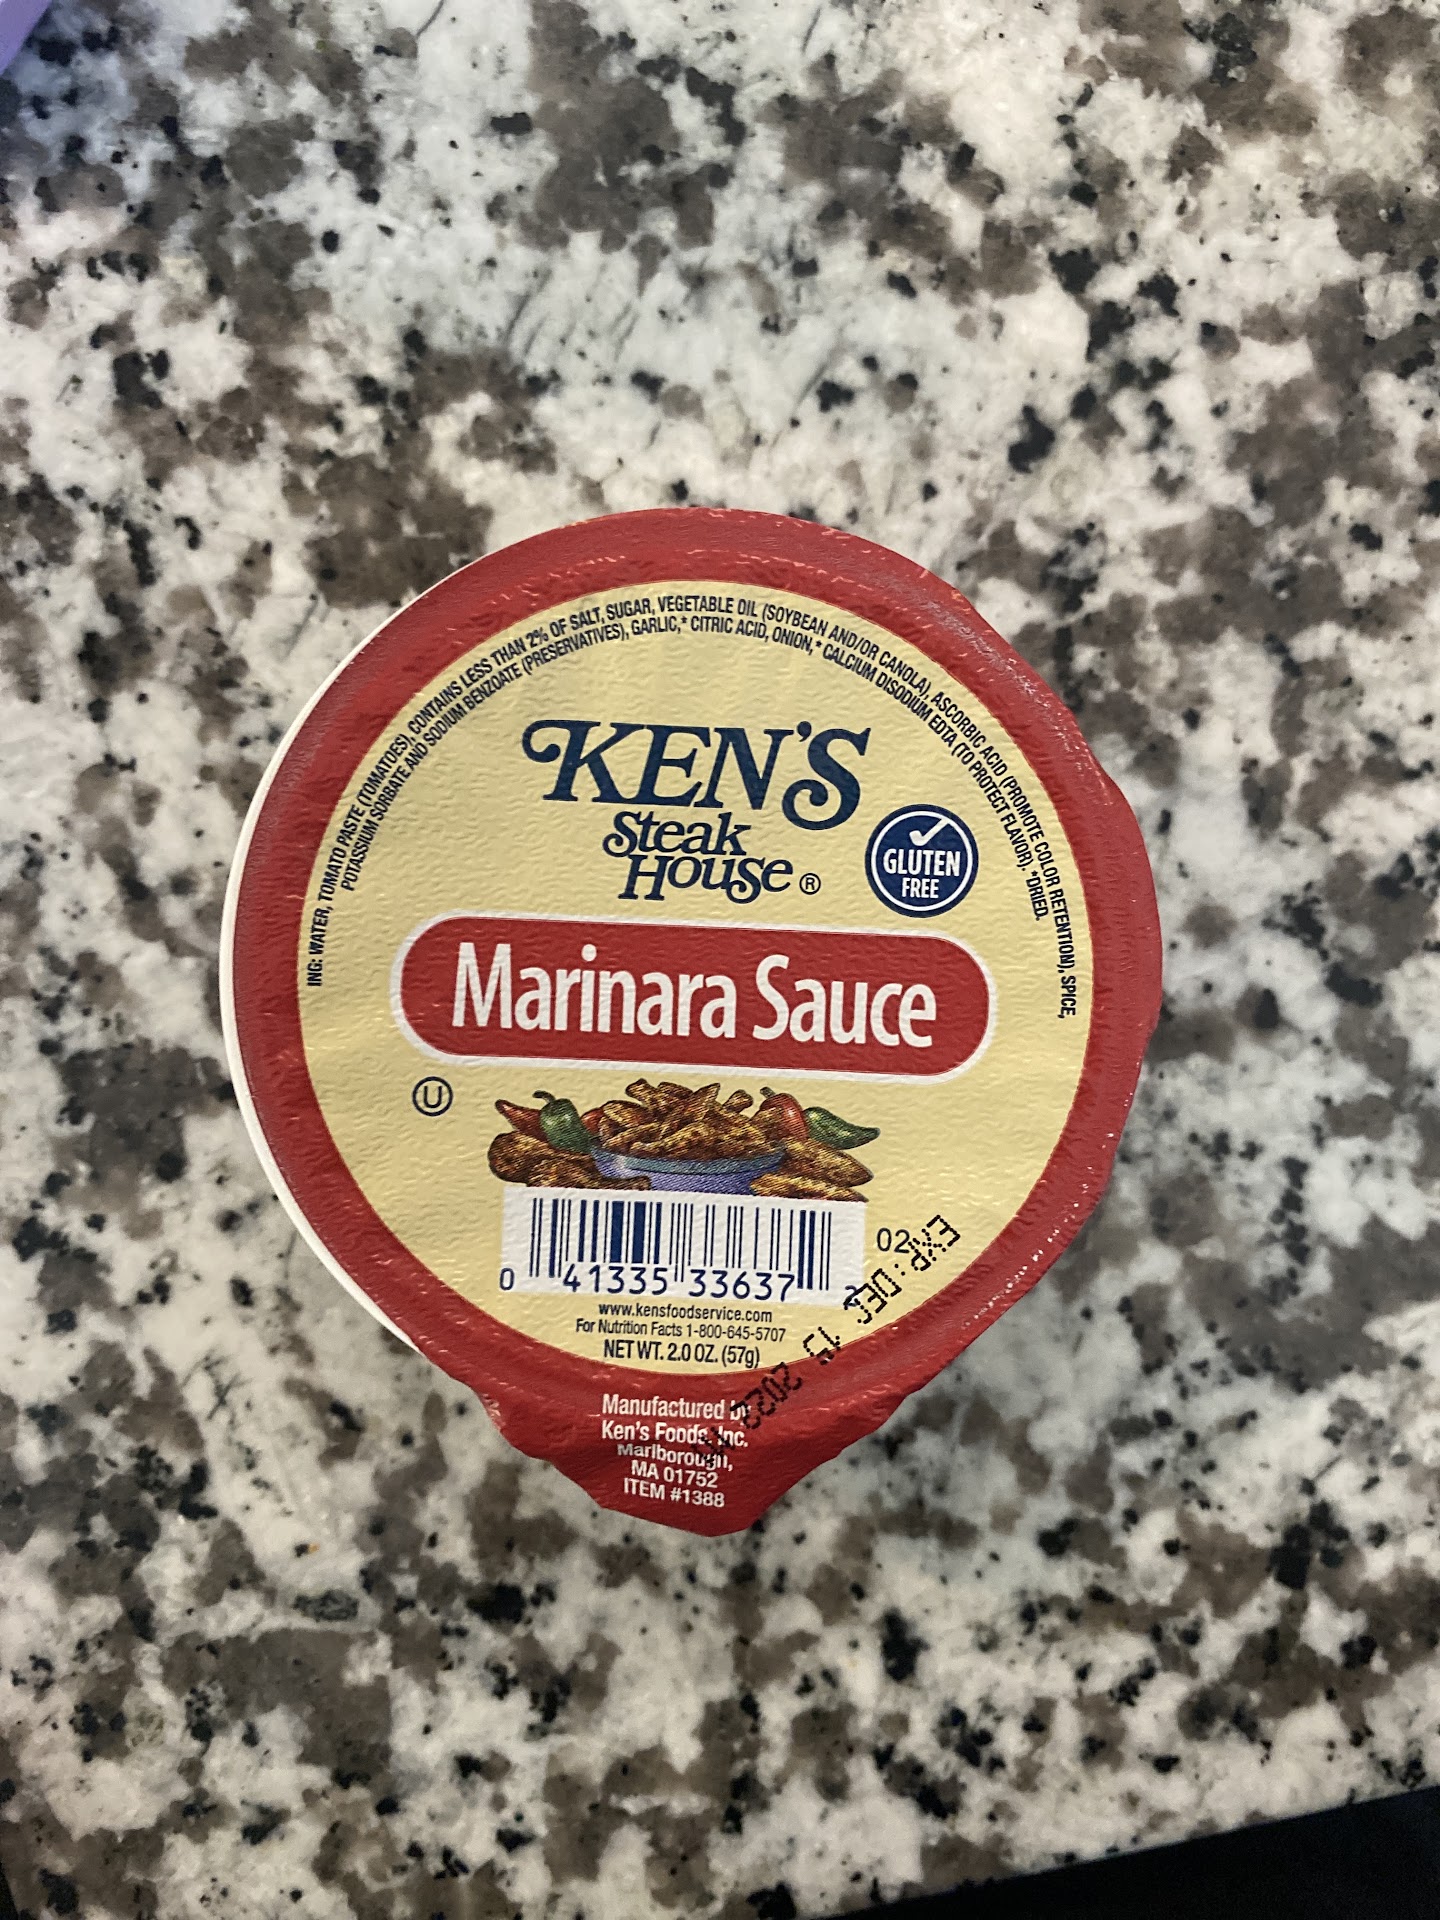 ING: WATER, TOMATO PASTE (TOMATOES), CONTAINS LESS THAN 2% OF SALT, SUGAR, VEGETABLE OIL (SOYBEAN AND/OR CANOLA), ASCORBIC ACID (PROMOTE COLOR RETENTION), SPICE,
POTASSIUM SORBATE AND SODIUM BENZOATE (PRESERVATIVES), GARLIC,* CITRIC ACID, ONION,* CALCIUM DISODIUM EDTA (TO PROTECT FLAVOR). *DRIED.
KEN'S
Steak
House®
GLUTEN
FREE
Marinara Sauce
U
0 41335 33637 2
02
EXP: DEC 15 2022
www.kensfoodservice.com
For Nutrition Facts 1-800-645-5707
NET WT. 2.0 OZ. (57g)
Manufactured by
Ken's Foods, Inc.
Marlborough,
MA 01752
ITEM #1388